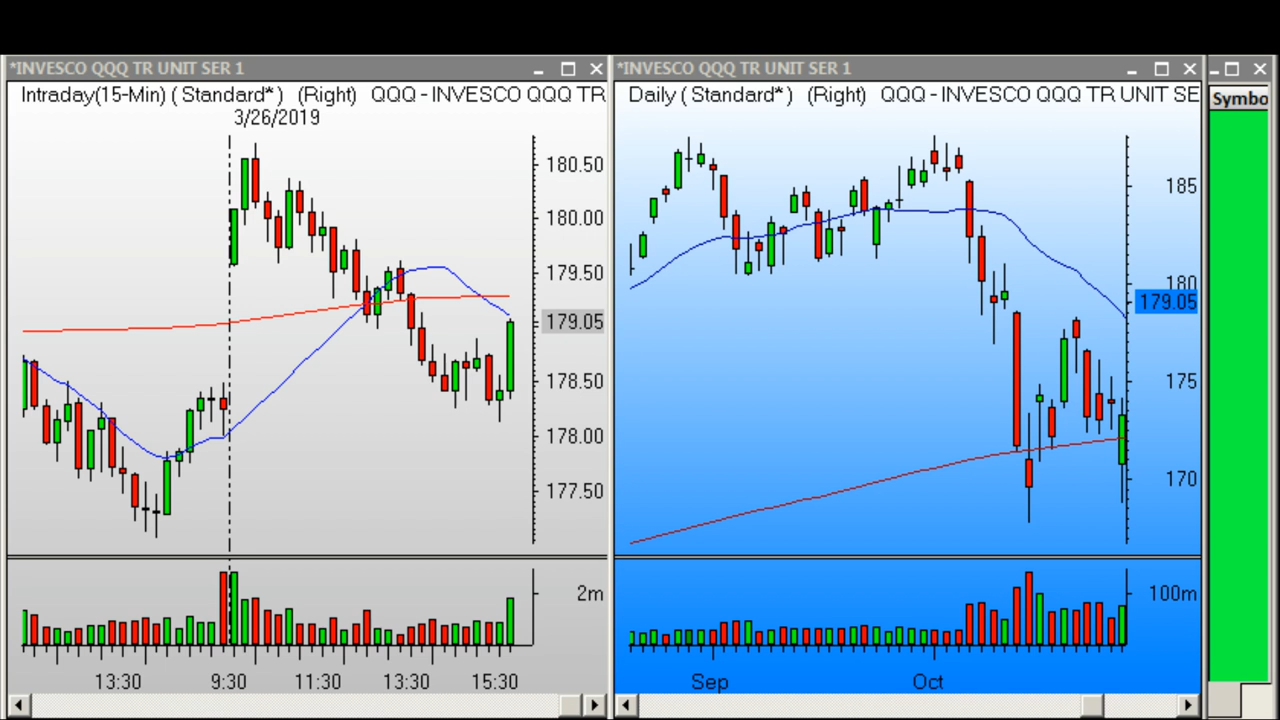 *INVESCO QQQ TR UNIT SER 1
Intraday(15-Min) ( Standard* ) (Right) QQQ - INVESCO QQQ TR
3/26/2019
180.50
180.00
179.50
179.05
178.50
178.00
177.50
2m
13:30 9:30 11:30 13:30 15:30
*INVESCO QQQ TR UNIT SER 1
Daily ( Standard* ) (Right) QQQ - INVESCO QQQ TR UNIT SE
185
180
179.05
175
170
100m
Sep Oct
Symbo